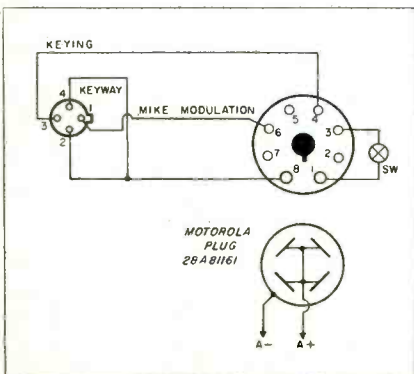 KEYING
4
KEYWAY
1
3
2
MIKE MODULATION
5
4
6
3
7
2
8
1
SW
MOTOROLA
PLUG
28A81161
A-
A+